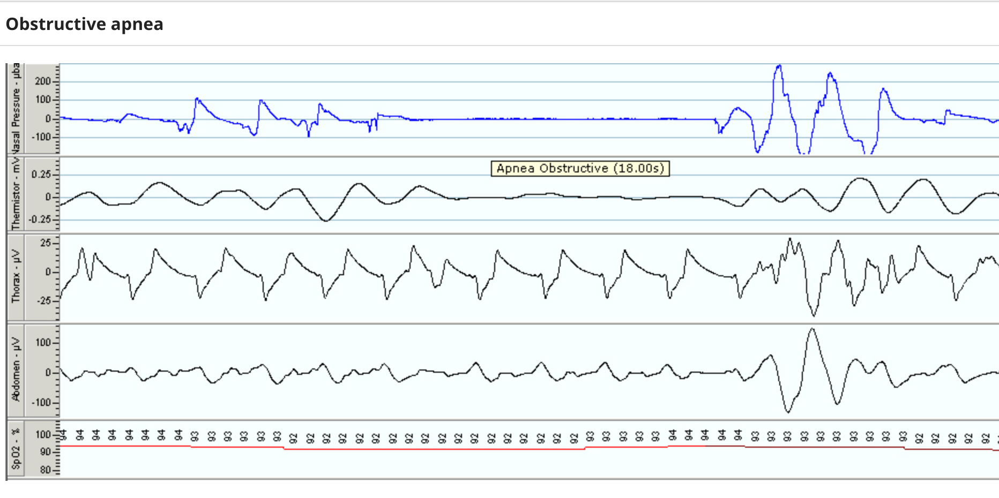 Obstructive apnea
Nasal Pressure - µba
200
100
0
-100
Thermistor - mV
0.25
0
-0.25
Apnea Obstructive (18.00s)
Thorax - µV
25
0
-25
Abdomen - µV
100
0
-100
SpO2 - %
100
90
80
94 94 94 94 94 94 94 94 93 93 93 93 93 93 92 92 92 92 92 92 92 92 92 92 92 92 92 92 92 92 92 92 93 93 93 93 93 94 94 94 94 94 93 93 93 93 93 93 93 93 93 93 92 92 92 92 92